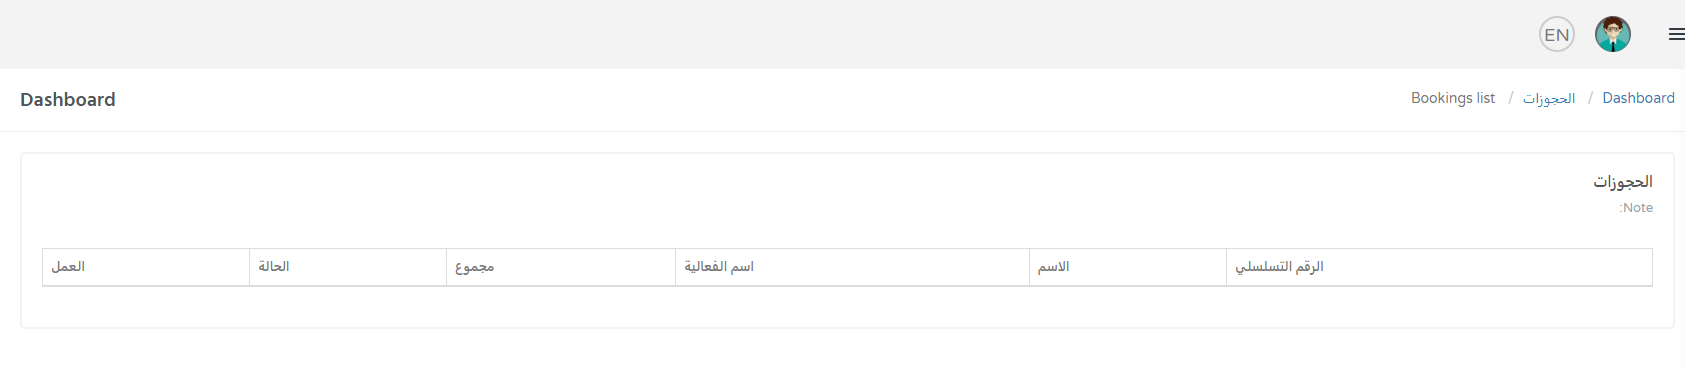 EN
Dashboard
Dashboard / الحجوزات / Bookings list
الحجوزات
Note:
الرقم التسلسلي الاسم اسم الفعالية مجموع الحالة العمل